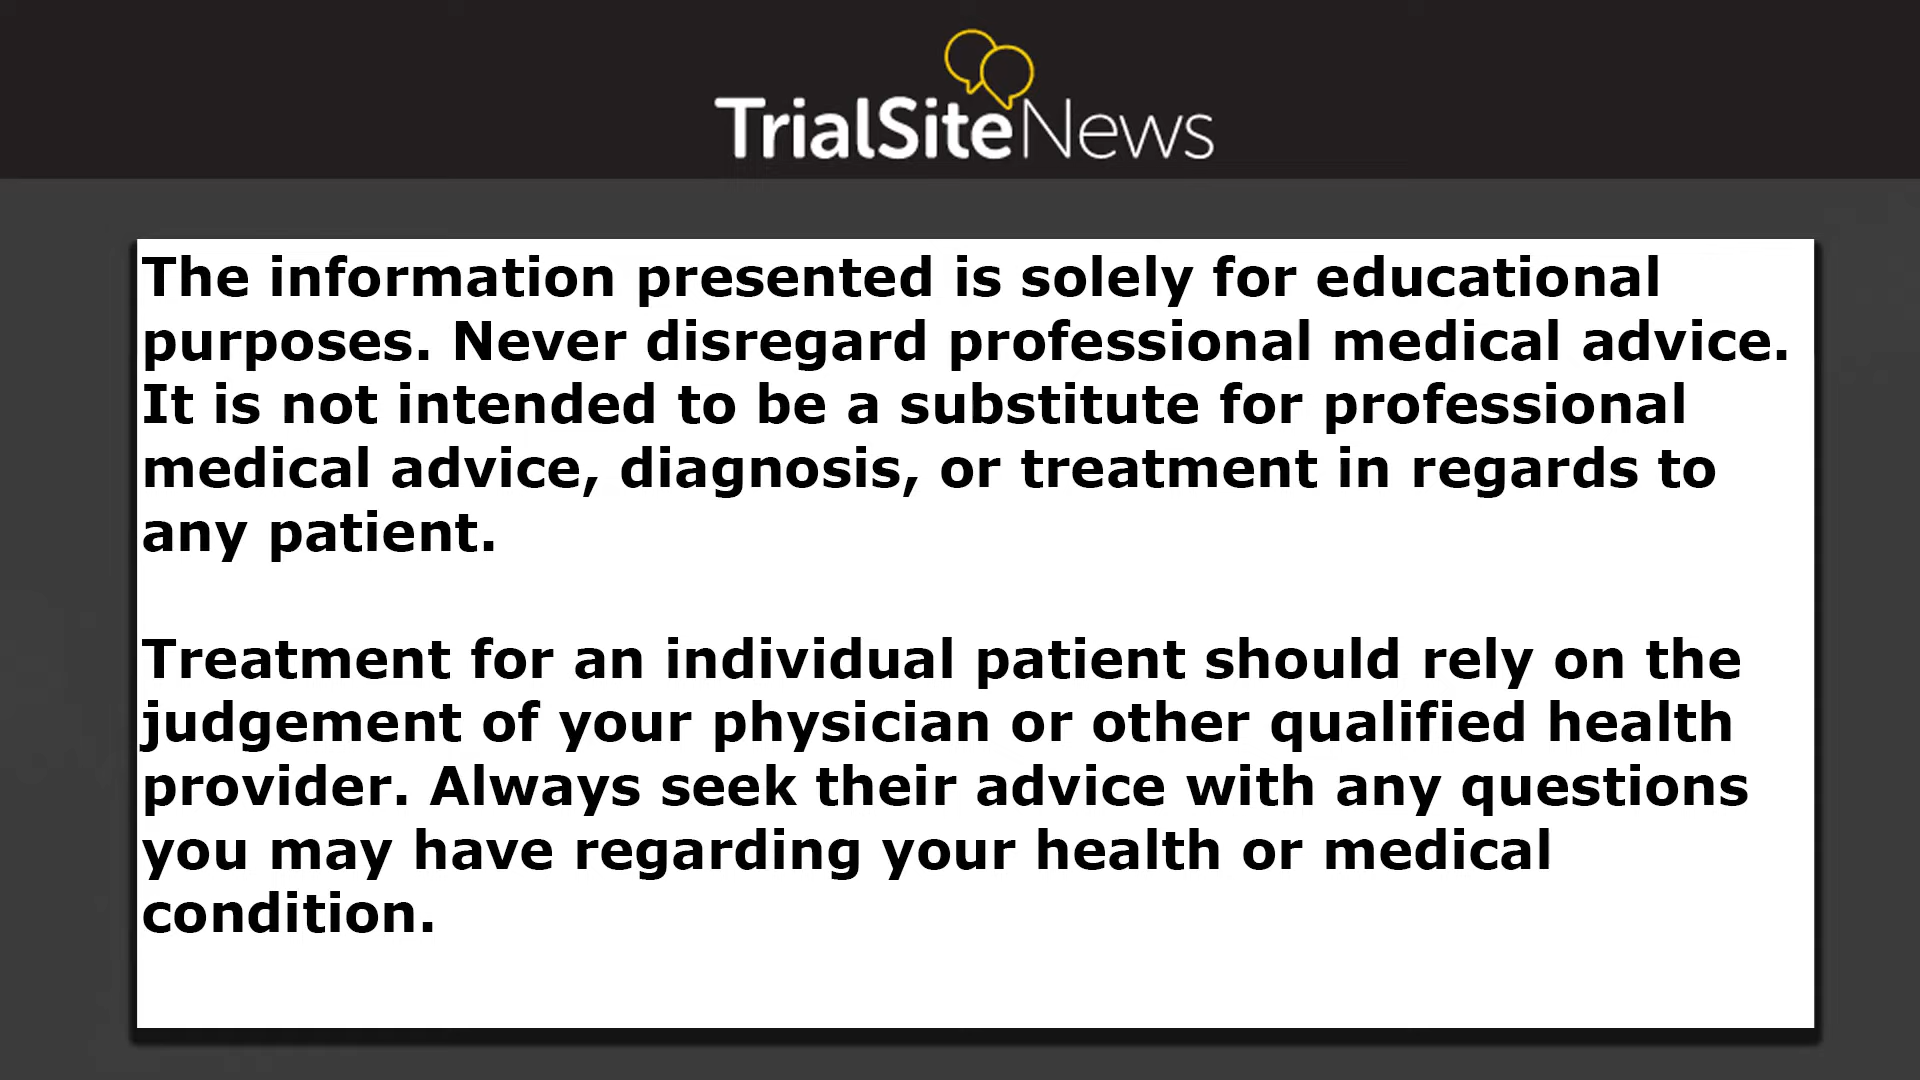 TrialSiteNews
The information presented is solely for educational
purposes. Never disregard professional medical advice.
It is not intended to be a substitute for professional
medical advice, diagnosis, or treatment in regards to
any patient.
Treatment for an individual patient should rely on the
judgement of your physician or other qualified health
provider. Always seek their advice with any questions
you may have regarding your health or medical
condition.